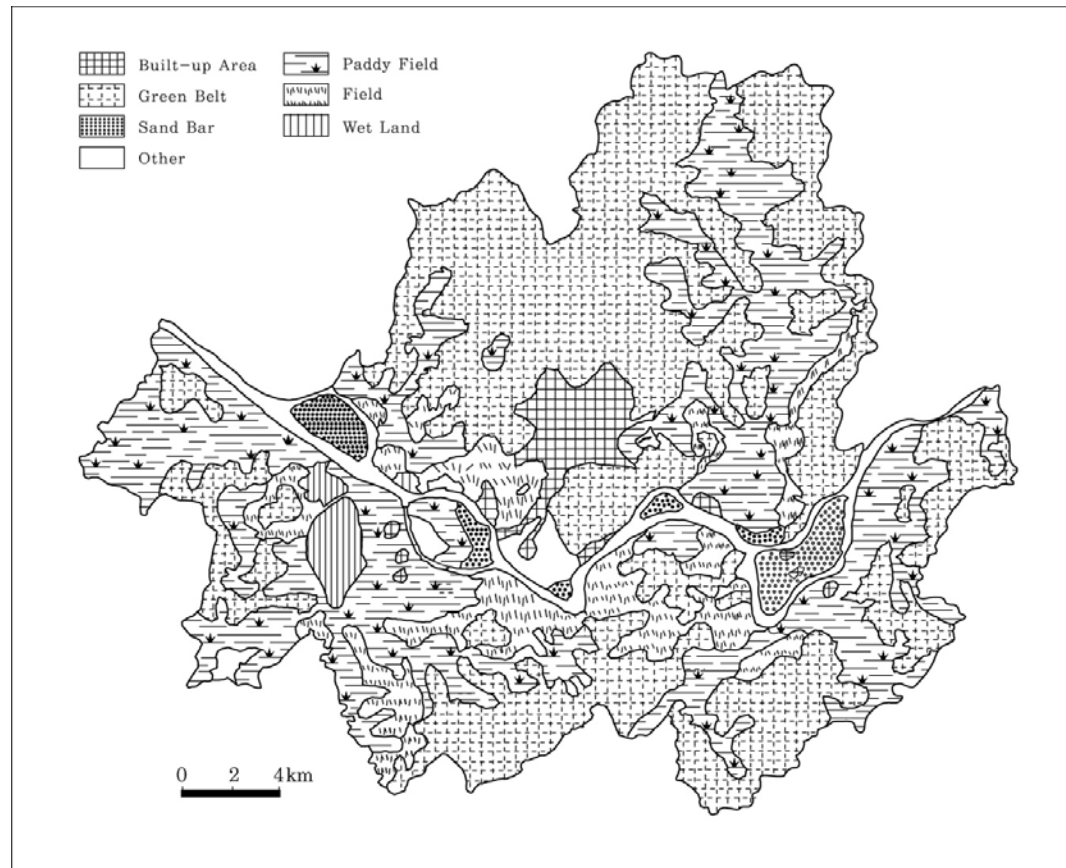 Built-up Area
Paddy Field
Green Belt
Field
Sand Bar
Wet Land
Other
0 2 4km